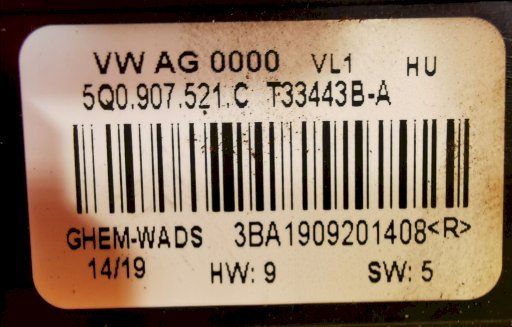 VW AG 0000 VL1 HU
5Q0.907.521.C T33443B-A
GHEM-WADS 3BA1909201408<R>
14/19 HW: 9 SW: 5